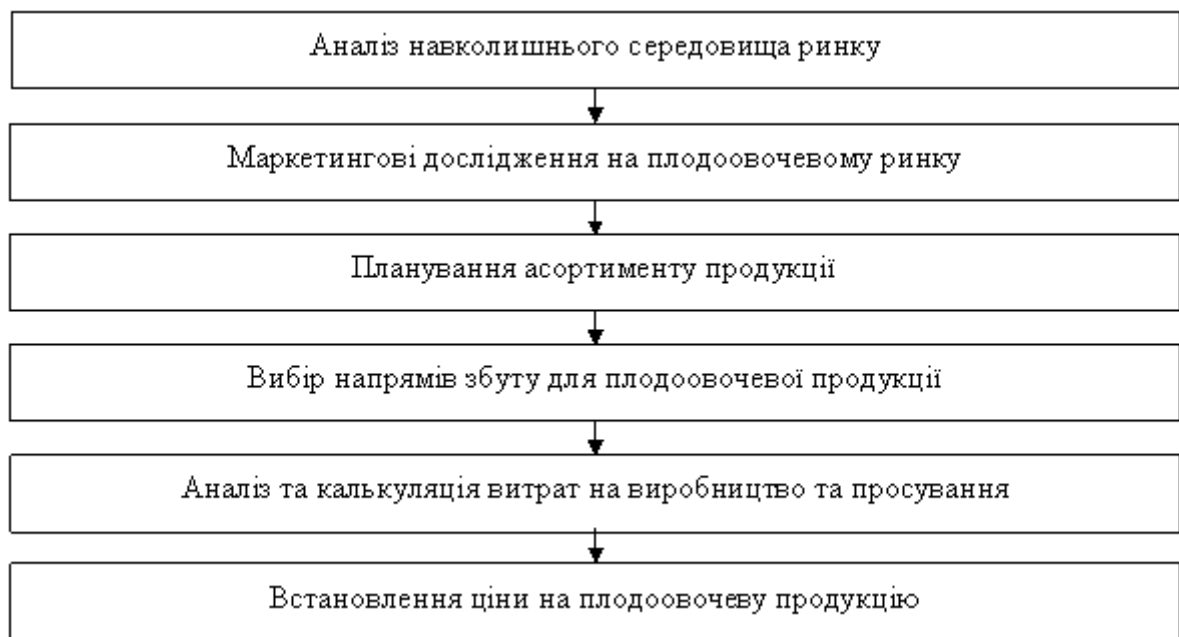 Аналіз навколишнього середовища ринку
Маркетингові дослідження на плодоовочевому ринку
Планування асортименту продукції
Вибір напрямів збуту для плодоовочевої продукції
Аналіз та калькуляція витрат на виробництво та просування
Встановлення ціни на плодоовочеву продукцію